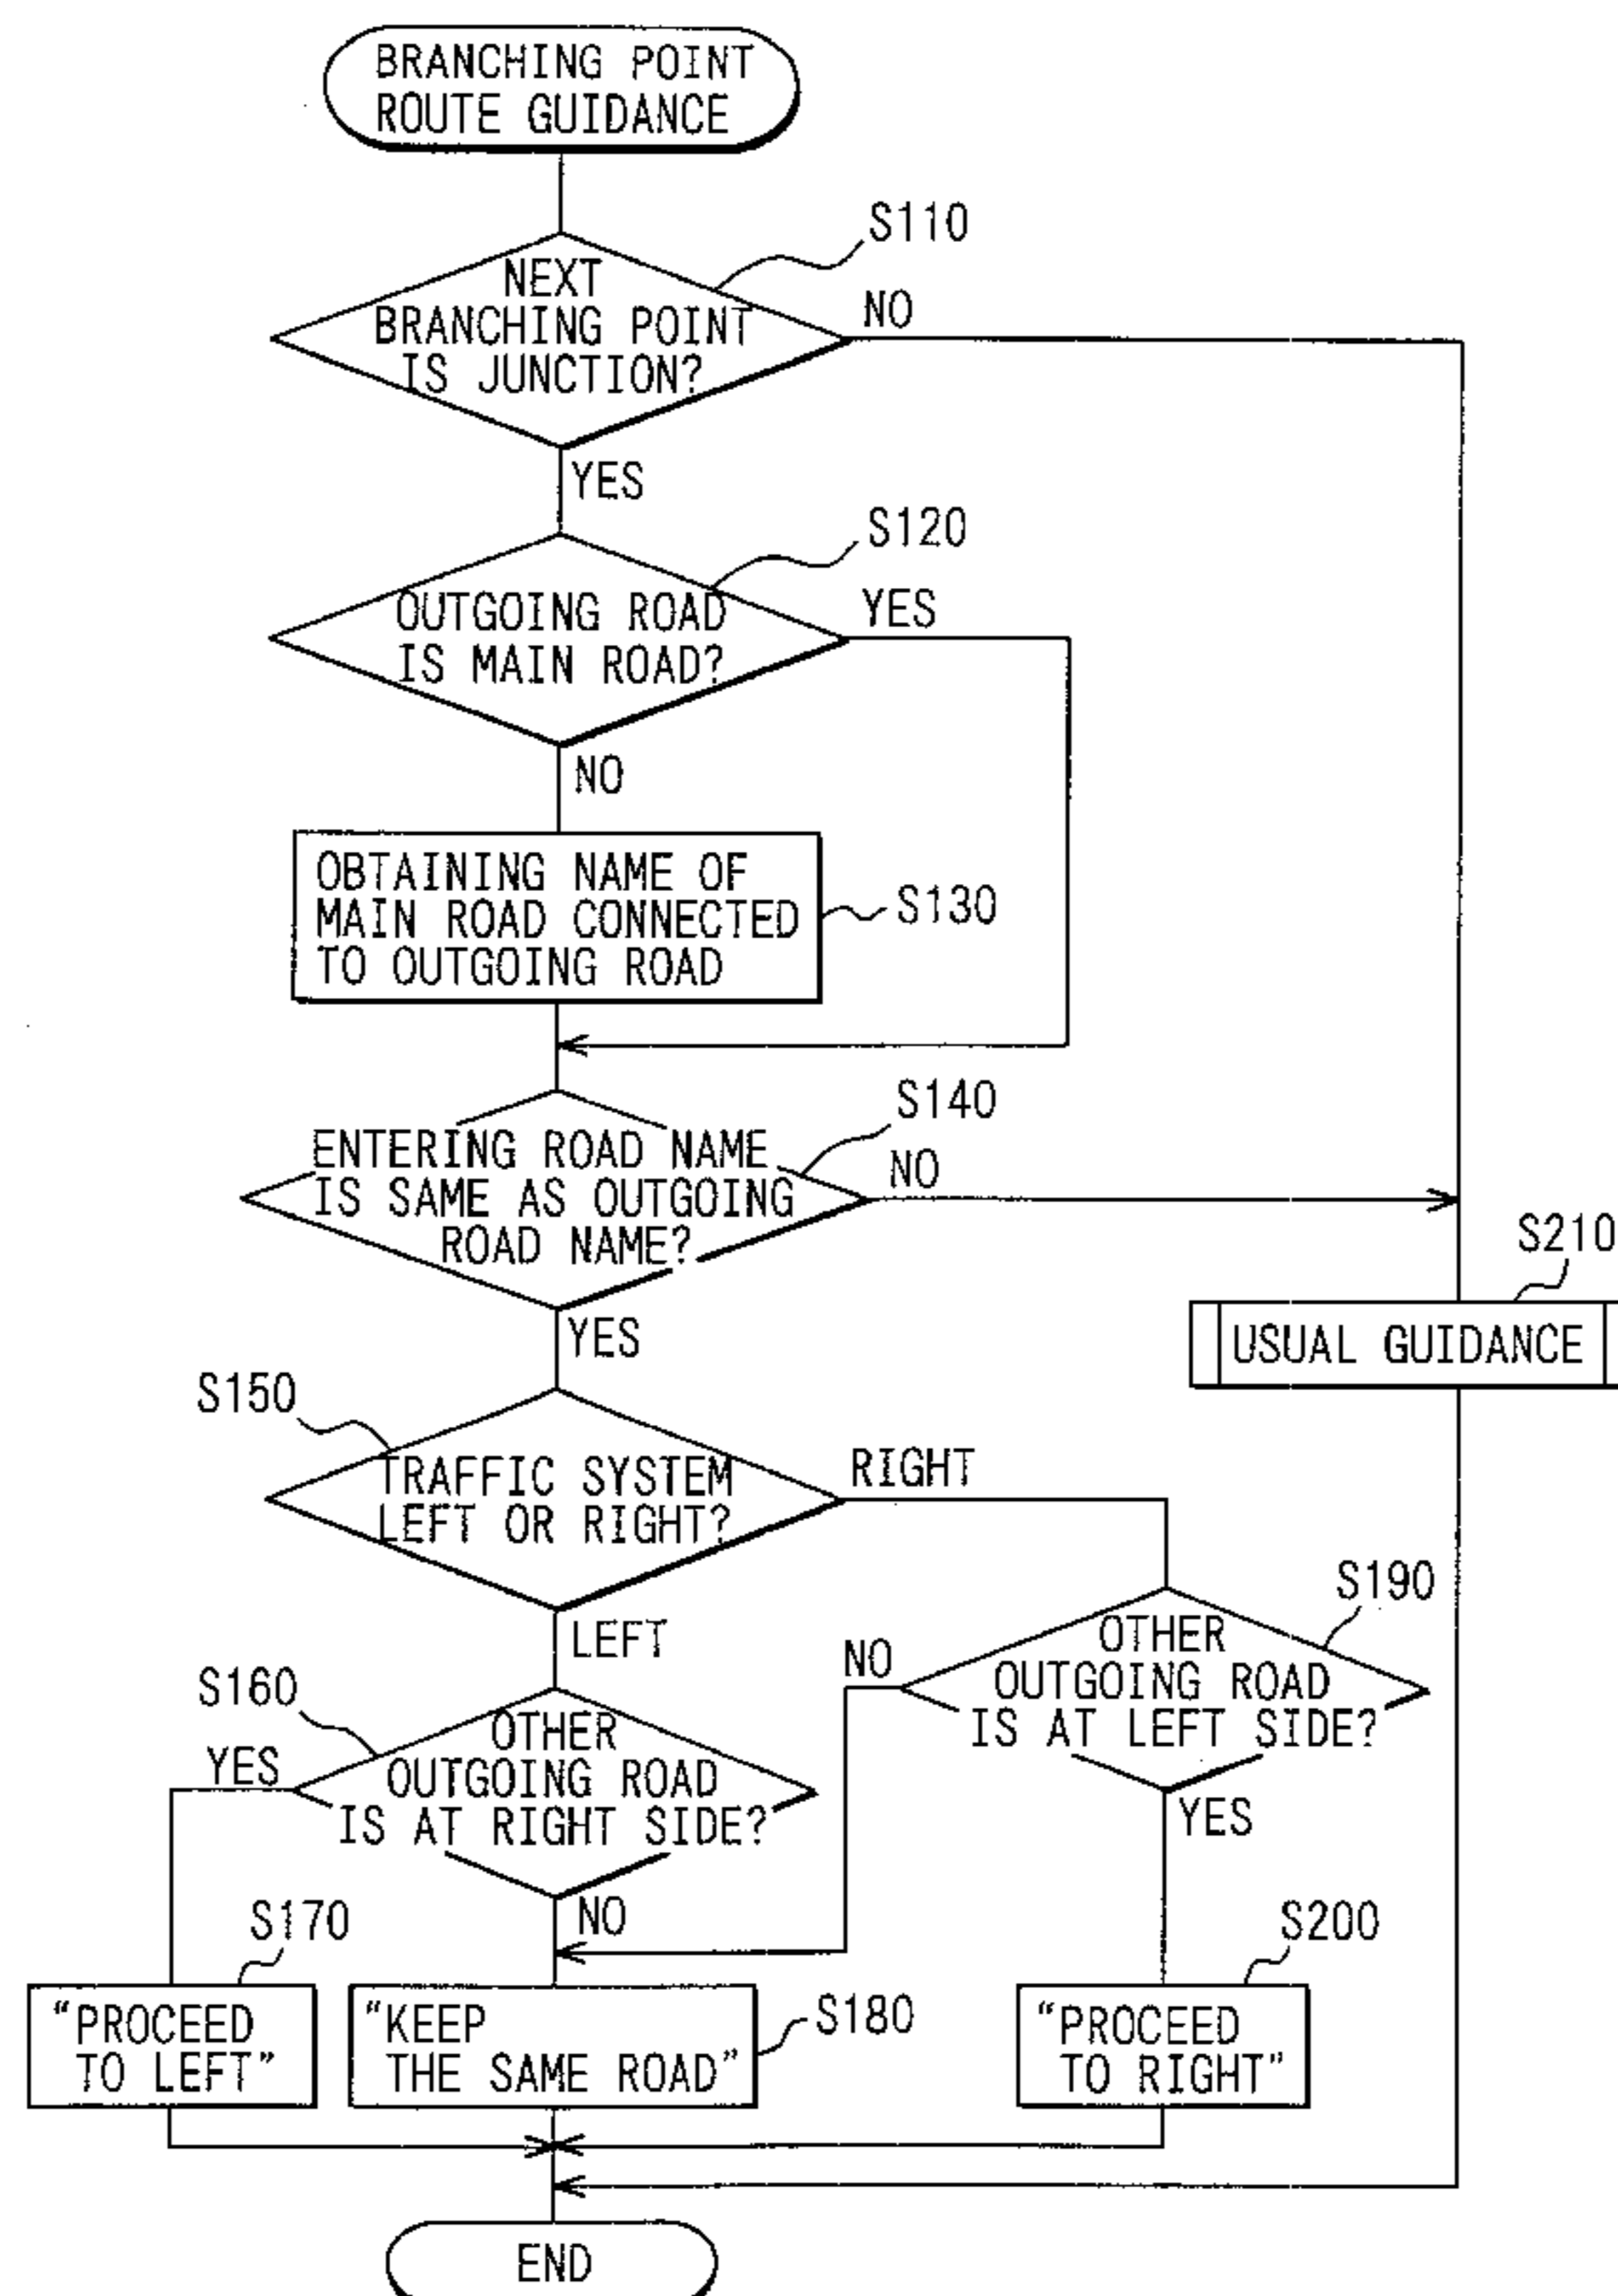 BRANCHING POINT
ROUTE GUIDANCE
S110
NEXT
BRANCHING POINT
IS JUNCTION?
NO
YES
S120
OUTGOING ROAD
IS MAIN ROAD?
YES
NO
OBTAINING NAME OF
MAIN ROAD CONNECTED
TO OUTGOING ROAD
S130
S140
ENTERING ROAD NAME
IS SAME AS OUTGOING
ROAD NAME?
NO
YES
S210
USUAL GUIDANCE
S150
TRAFFIC SYSTEM
LEFT OR RIGHT?
RIGHT
LEFT
S190
OTHER
OUTGOING ROAD
IS AT LEFT SIDE?
NO
YES
S160
OTHER
OUTGOING ROAD
IS AT RIGHT SIDE?
YES
NO
S170
“PROCEED
TO LEFT”
“KEEP
THE SAME ROAD”
S180
S200
“PROCEED
TO RIGHT”
END